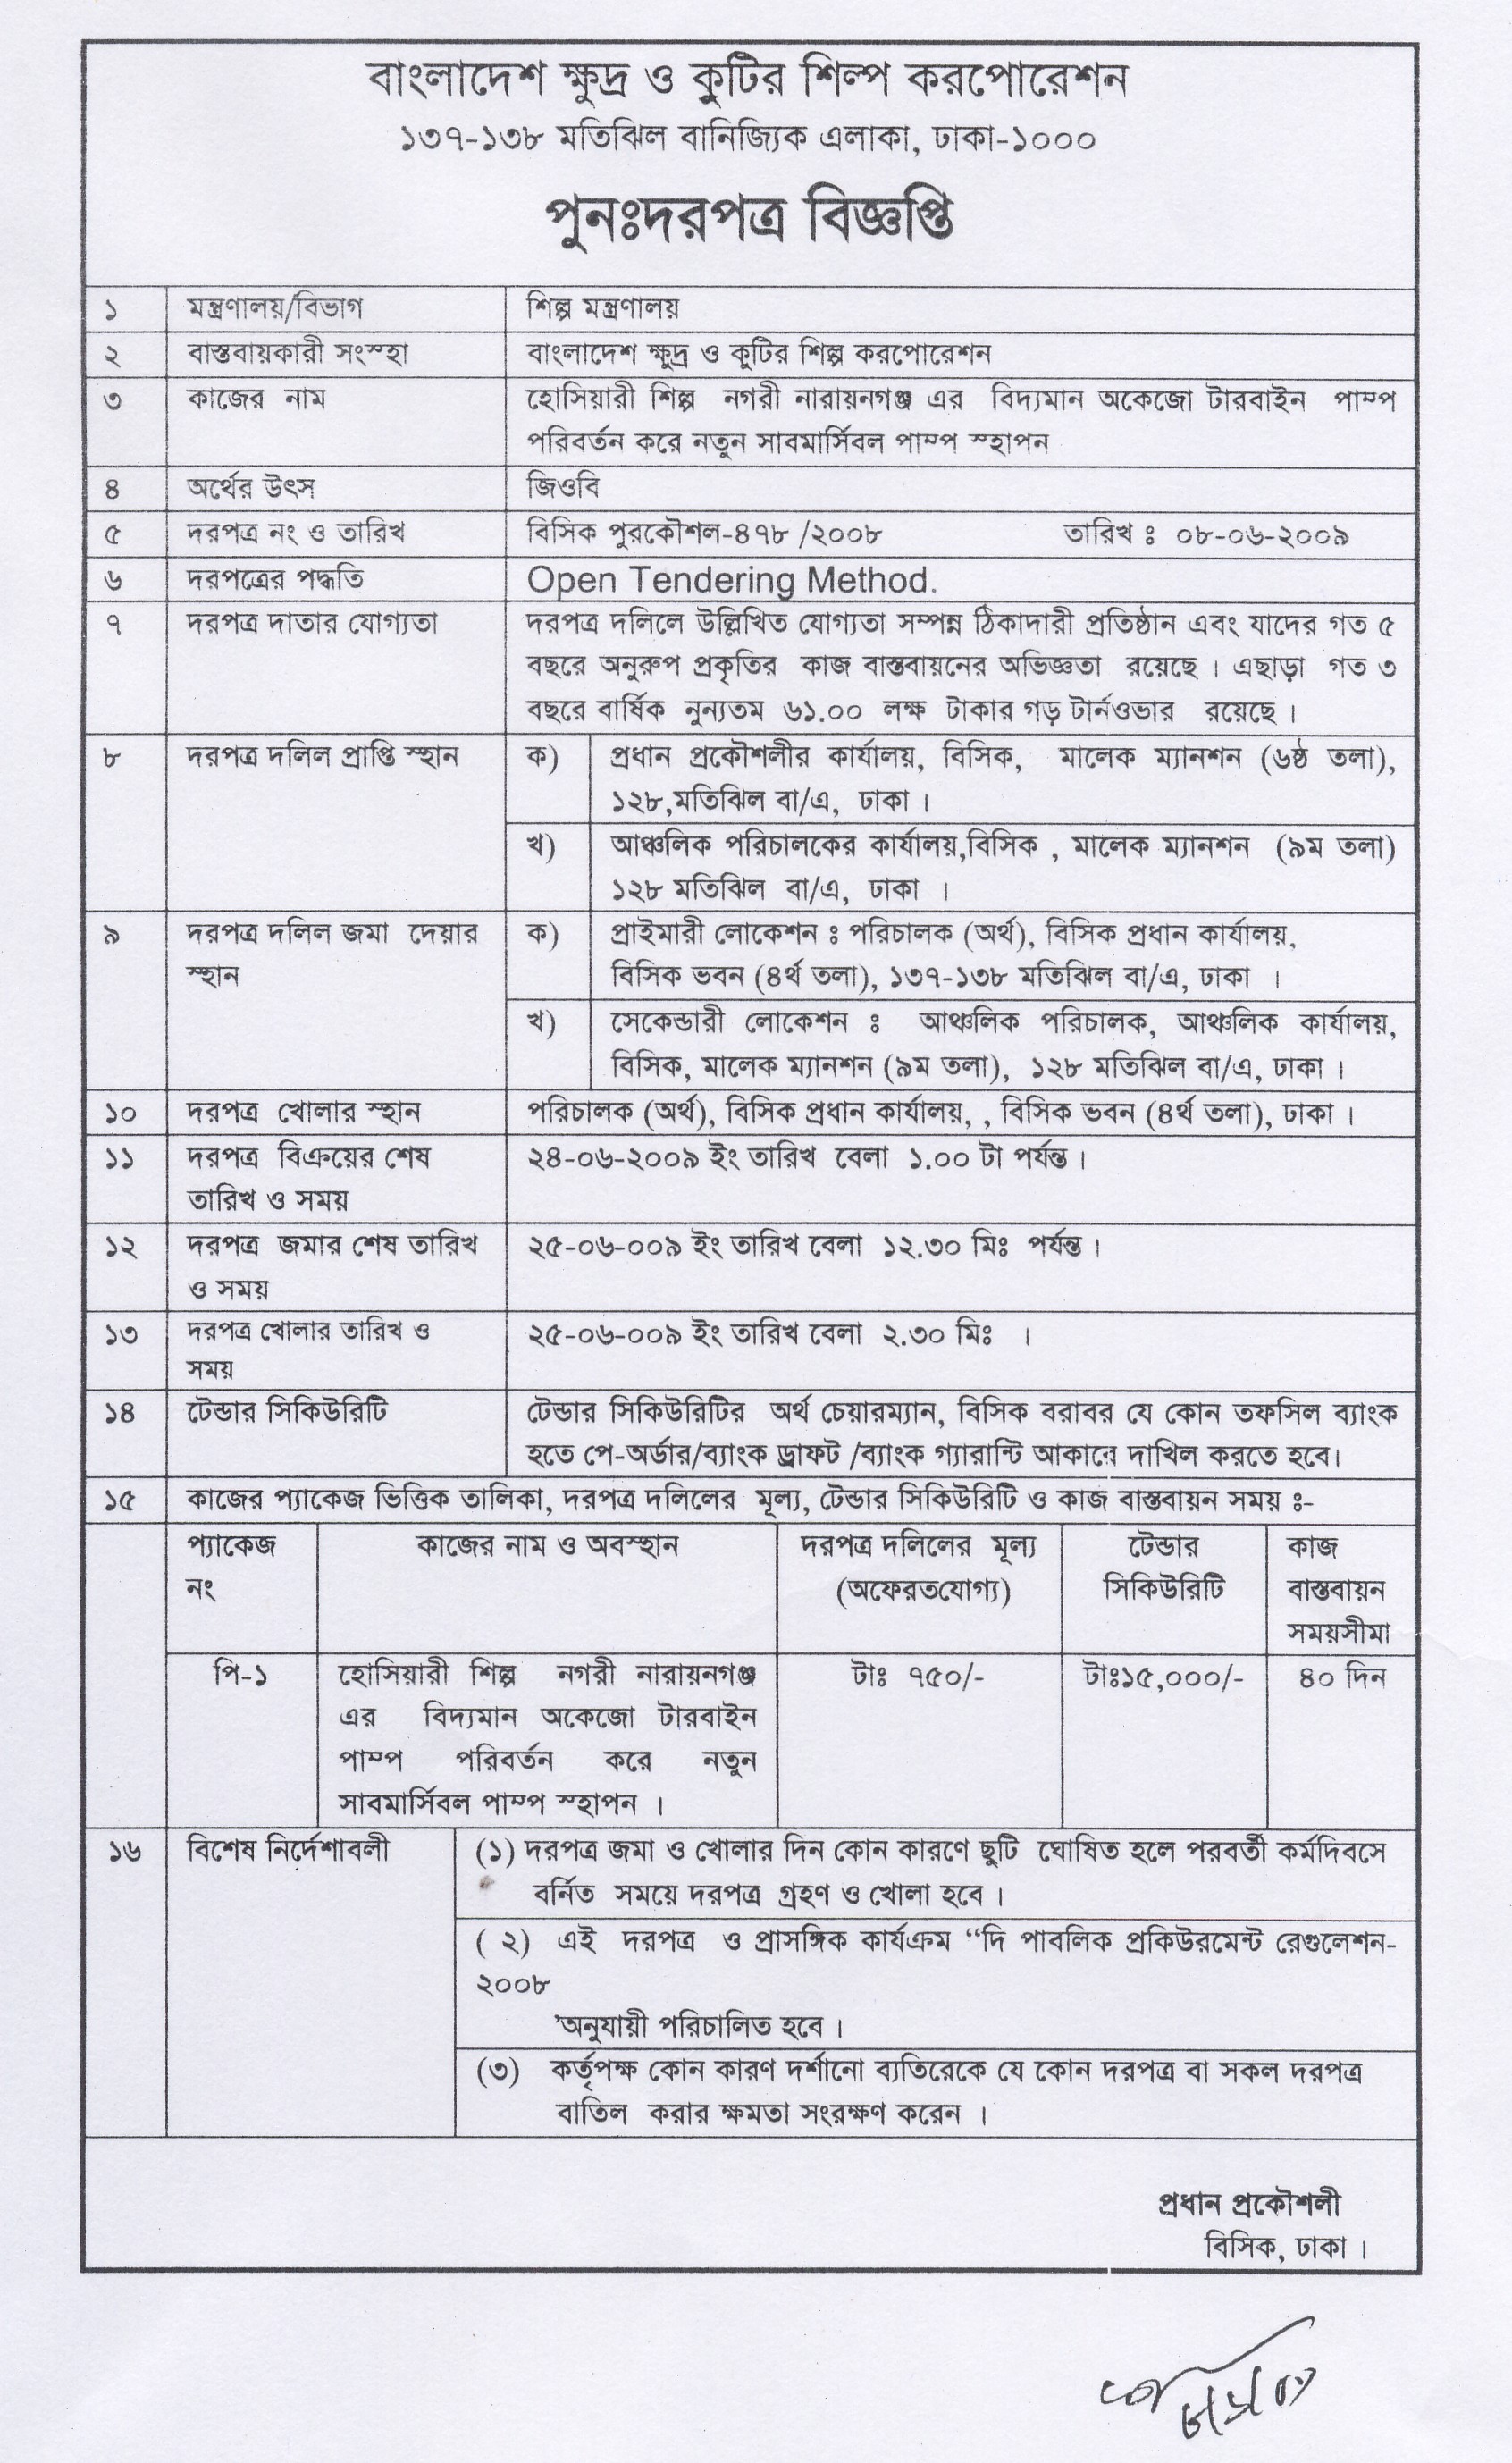 বাংলাদেশ ক্ষুদ্র ও কুটির শিল্প করপোরেশন
১৩৭-১৩৮ মতিঝিল বানিজ্যিক এলাকা, ঢাকা-১০০০
পুনঃদরপত্র বিজ্ঞপ্তি
১ মন্ত্রণালয়/বিভাগ শিল্প মন্ত্রণালয়
২ বাস্তবায়কারী সংস্হা বাংলাদেশ ক্ষুদ্র ও কুটির শিল্প করপোরেশন
৩ কাজের নাম হোসিয়ারী শিল্প নগরী নারায়নগঞ্জ এর বিদ্যমান অকেজো টারবাইন পাম্প
পরিবর্তন করে নতুন সাবমার্সিবল পাম্প স্হাপন
৪ অর্থের উৎস জিওবি
৫ দরপত্র নং ও তারিখ বিসিক পুরকৌশল-৪৭৮ /২০০৮ তারিখ ঃ ০৮-০৬-২০০৯
৬ দরপত্রের পদ্ধতি Open Tendering Method.
৭ দরপত্র দাতার যোগ্যতা দরপত্র দলিলে উল্লিখিত যোগ্যতা সম্পন্ন ঠিকাদারী প্রতিষ্ঠান এবং যাদের গত ৫
বছরে অনুরুপ প্রকৃতির কাজ বাস্তবায়নের অভিজ্ঞতা রয়েছে । এছাড়া গত ৩
বছরে বার্ষিক নুন্যতম ৬১.০০ লক্ষ টাকার গড় টার্নওভার রয়েছে ।
৮ দরপত্র দলিল প্রাপ্তি স্হান ক) প্রধান প্রকৌশলীর কার্যালয়, বিসিক, মালেক ম্যানশন (৬ষ্ঠ তলা),
১২৮,মতিঝিল বা/এ, ঢাকা ।
খ) আঞ্চলিক পরিচালকের কার্যালয়,বিসিক , মালেক ম্যানশন (৯ম তলা)
১২৮ মতিঝিল বা/এ, ঢাকা ।
৯ দরপত্র দলিল জমা দেয়ার ক) প্রাইমারী লোকেশন ঃ পরিচালক (অর্থ), বিসিক প্রধান কার্যালয়,
স্হান বিসিক ভবন (৪র্থ তলা), ১৩৭-১৩৮ মতিঝিল বা/এ, ঢাকা ।
খ) সেকেন্ডারী লোকেশন ঃ আঞ্চলিক পরিচালক, আঞ্চলিক কার্যালয়,
বিসিক, মালেক ম্যানশন (৯ম তলা), ১২৮ মতিঝিল বা/এ, ঢাকা ।
১০ দরপত্র খোলার স্হান পরিচালক (অর্থ), বিসিক প্রধান কার্যালয়, , বিসিক ভবন (৪র্থ তলা), ঢাকা ।
১১ দরপত্র বিক্রয়ের শেষ ২৪-০৬-২০০৯ ইং তারিখ বেলা ১.০০ টা পর্যন্ত ।
তারিখ ও সময়
১২ দরপত্র জমার শেষ তারিখ ২৫-০৬-০০৯ ইং তারিখ বেলা ১২.৩০ মিঃ পর্যন্ত ।
ও সময়
১৩ দরপত্র খোলার তারিখ ও ২৫-০৬-০০৯ ইং তারিখ বেলা ২.৩০ মিঃ ।
সময়
১৪ টেন্ডার সিকিউরিটি টেন্ডার সিকিউরিটির অর্থ চেয়ারম্যান, বিসিক বরাবর যে কোন তফসিল ব্যাংক
হতে পে-অর্ডার/ব্যাংক ড্রাফট /ব্যাংক গ্যারান্টি আকারে দাখিল করতে হবে।
১৫ কাজের প্যাকেজ ভিত্তিক তালিকা, দরপত্র দলিলের মূল্য, টেন্ডার সিকিউরিটি ও কাজ বাস্তবায়ন সময় ঃ-
প্যাকেজ কাজের নাম ও অবস্হান দরপত্র দলিলের মূল্য টেন্ডার কাজ
নং (অফেরতযোগ্য) সিকিউরিটি বাস্তবায়ন
সময়সীমা
পি-১ হোসিয়ারী শিল্প নগরী নারায়নগঞ্জ টাঃ ৭৫০/- টাঃ১৫,০০০/- ৪০ দিন
এর বিদ্যমান অকেজো টারবাইন
পাম্প পরিবর্তন করে নতুন
সাবমার্সিবল পাম্প স্হাপন ।
১৬ বিশেষ নির্দেশাবলী (১) দরপত্র জমা ও খোলার দিন কোন কারণে ছুটি ঘোষিত হলে পরবর্তী কর্মদিবসে
বর্নিত সময়ে দরপত্র গ্রহণ ও খোলা হবে ।
( ২) এই দরপত্র ও প্রাসঙ্গিক কার্যক্রম “দি পাবলিক প্রকিউরমেন্ট রেগুলেশন-
২০০৮
’অনুযায়ী পরিচালিত হবে ।
(৩) কর্তৃপক্ষ কোন কারণ দর্শানো ব্যতিরেকে যে কোন দরপত্র বা সকল দরপত্র
বাতিল করার ক্ষমতা সংরক্ষণ করেন ।
প্রধান প্রকৌশলী
বিসিক, ঢাকা ।